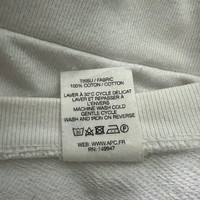 TISSU / FABRIC
100% COTON / COTTON
LAVER A 30°C CYCLE DÉLICAT
LAVER ET REPASSER A
L'ENVERS
MACHINE WASH COLD
GENTLE CYCLE
WASH AND IRON ON REVERSE
WEB: WWW.APC.FR
RN: 149947